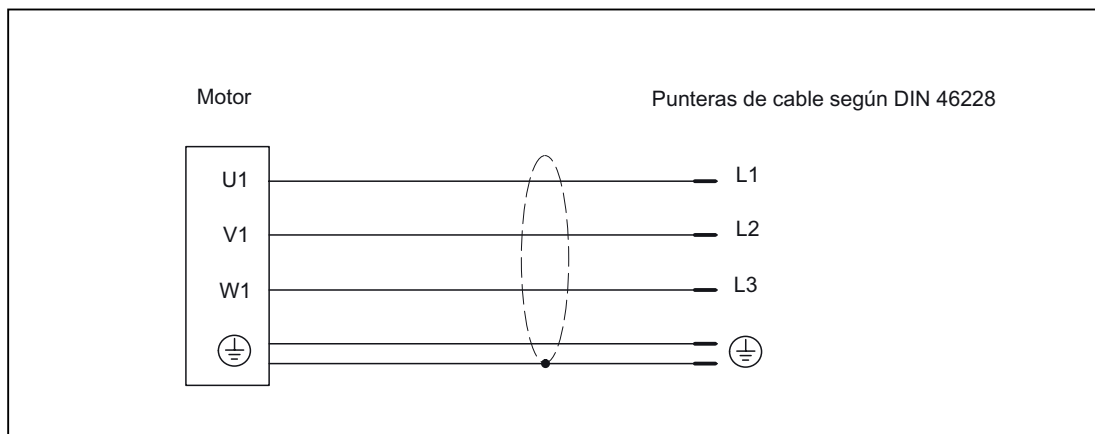 Motor
Punteras de cable según DIN 46228
U1
L1
V1
L2
W1
L3